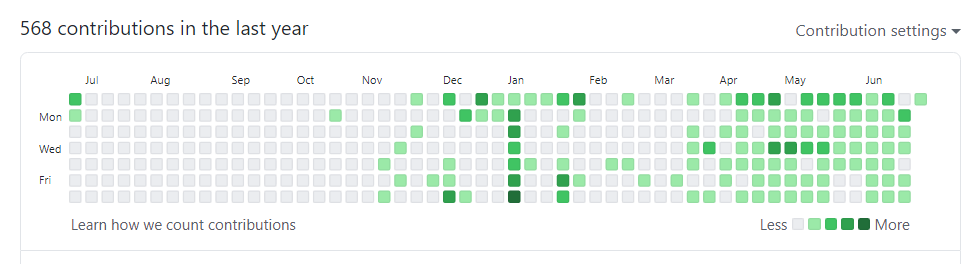 568 contributions in the last year
Contribution settings
Jul Aug Sep Oct Nov Dec Jan Feb Mar Apr May Jun
Mon
Wed
Fri
Learn how we count contributions
Less More